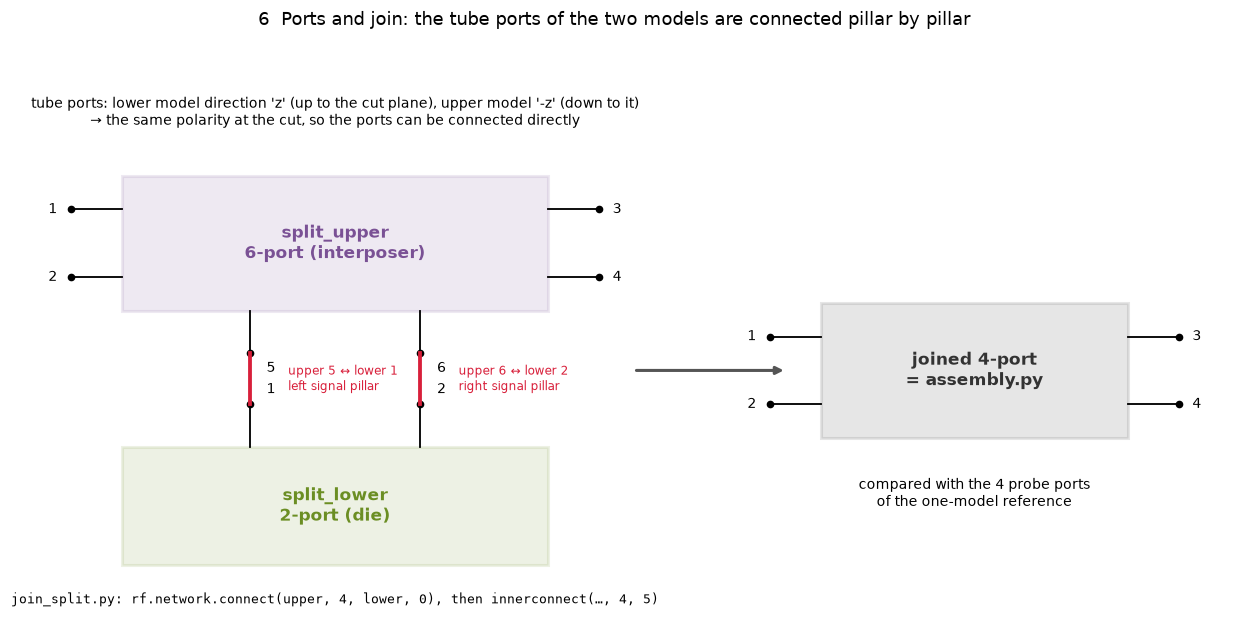 6  Ports and join: the tube ports of the two models are connected pillar by pillar
tube ports: lower model direction 'z' (up to the cut plane), upper model '-z' (down to it)
→ the same polarity at the cut, so the ports can be connected directly
1
3
split_upper
6-port (interposer)
2
4
5
upper 5 ↔ lower 1
1
left signal pillar
6
upper 6 ↔ lower 2
2
right signal pillar
split_lower
2-port (die)
1
3
joined 4-port
= assembly.py
2
4
compared with the 4 probe ports
of the one-model reference
join_split.py: rf.network.connect(upper, 4, lower, 0), then innerconnect(…, 4, 5)